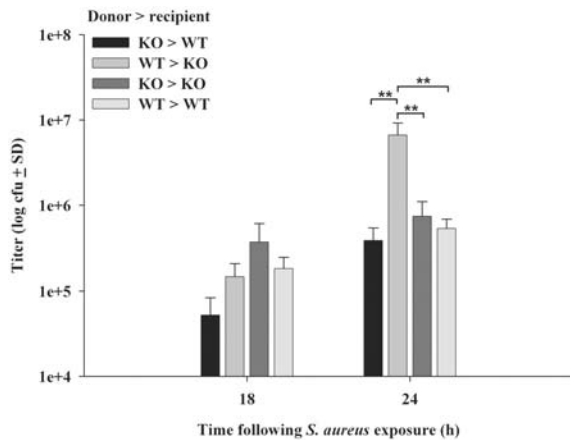 Donor > recipient
KO > WT
WT > KO
KO > KO
WT > WT
1e+8
1e+7
1e+6
1e+5
1e+4
Titer (log cfu ± SD)
**
**
**
18
24
Time following S. aureus exposure (h)